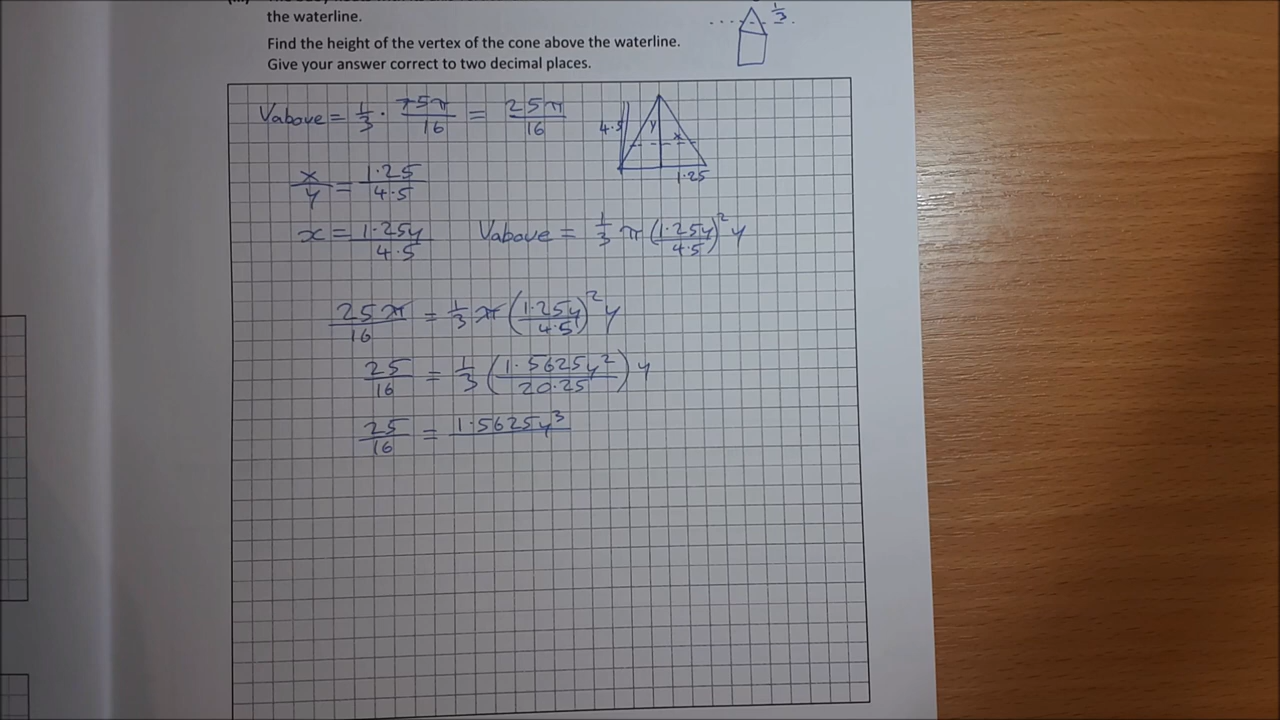 the waterline.
1/3
Find the height of the vertex of the cone above the waterline.
Give your answer correct to two decimal places.
Vabove = 1/3 · 75π/16 = 25π/16
4.5 y x 1.25
x/y = 1·25/4·5
x = 1·25y/4·5 Vabove = 1/3 π (1·25y/4·5)² y
25π/16 = 1/3 π (1·25y/4·5)² y
25/16 = 1/3 (1·5625y²/20·25) y
25/16 = 1·5625y³